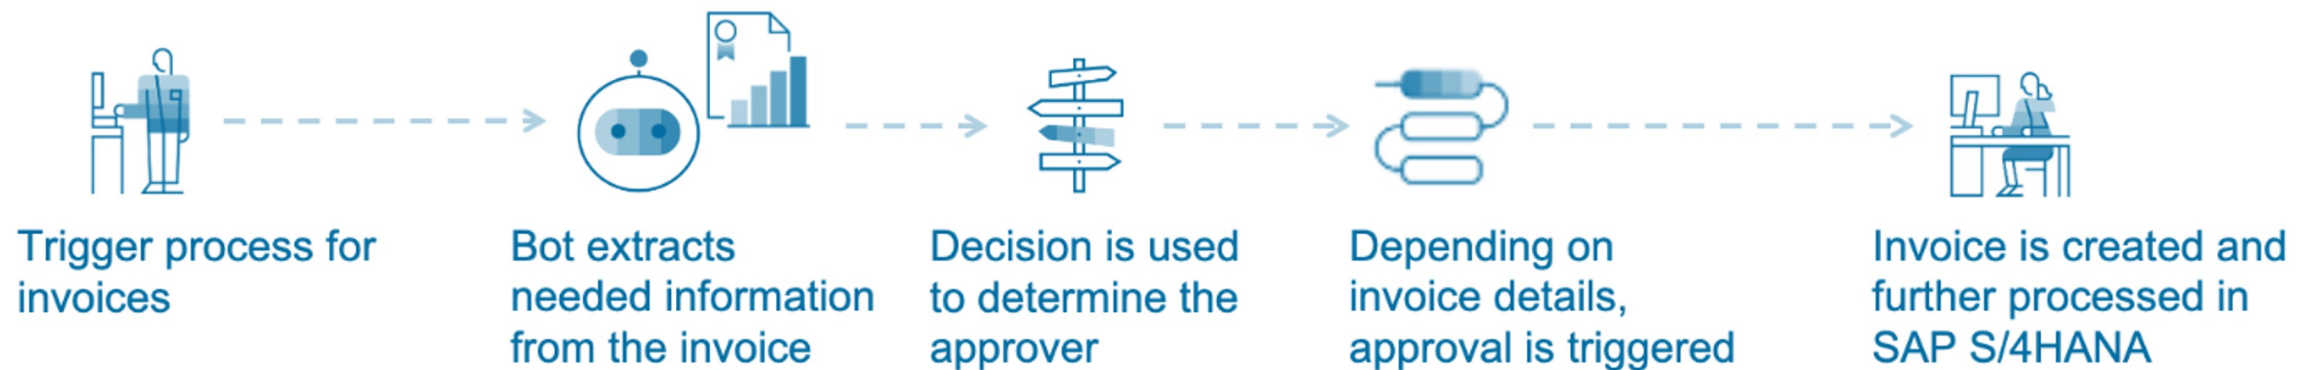 Trigger process for
invoices
Bot extracts
needed information
from the invoice
Decision is used
to determine the
approver
Depending on
invoice details,
approval is triggered
Invoice is created and
further processed in
SAP S/4HANA